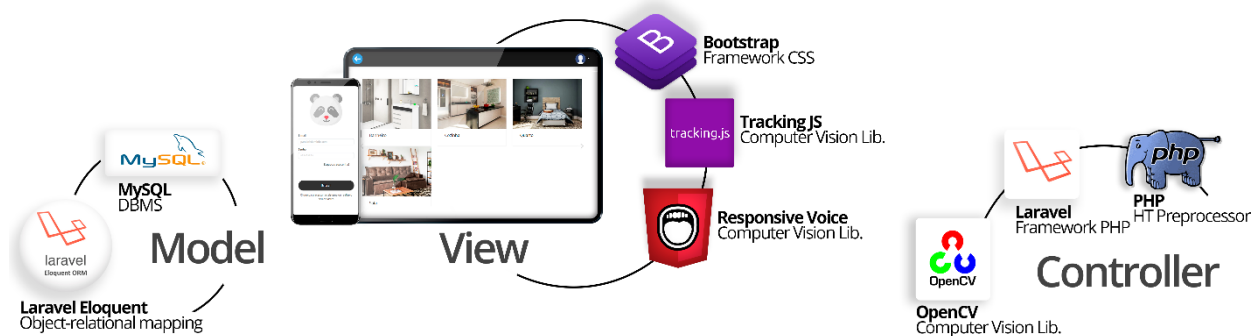 MySQL
MySQL
DBMS
laravel
Eloquent ORM
Laravel Eloquent
Object-relational mapping
Model
View
B
Bootstrap
Framework CSS
tracking.js
Tracking JS
Computer Vision Lib.
Responsive Voice
Computer Vision Lib.
Laravel
Framework PHP
php
PHP
HT Preprocessor
OpenCV
OpenCV
Computer Vision Lib.
Controller